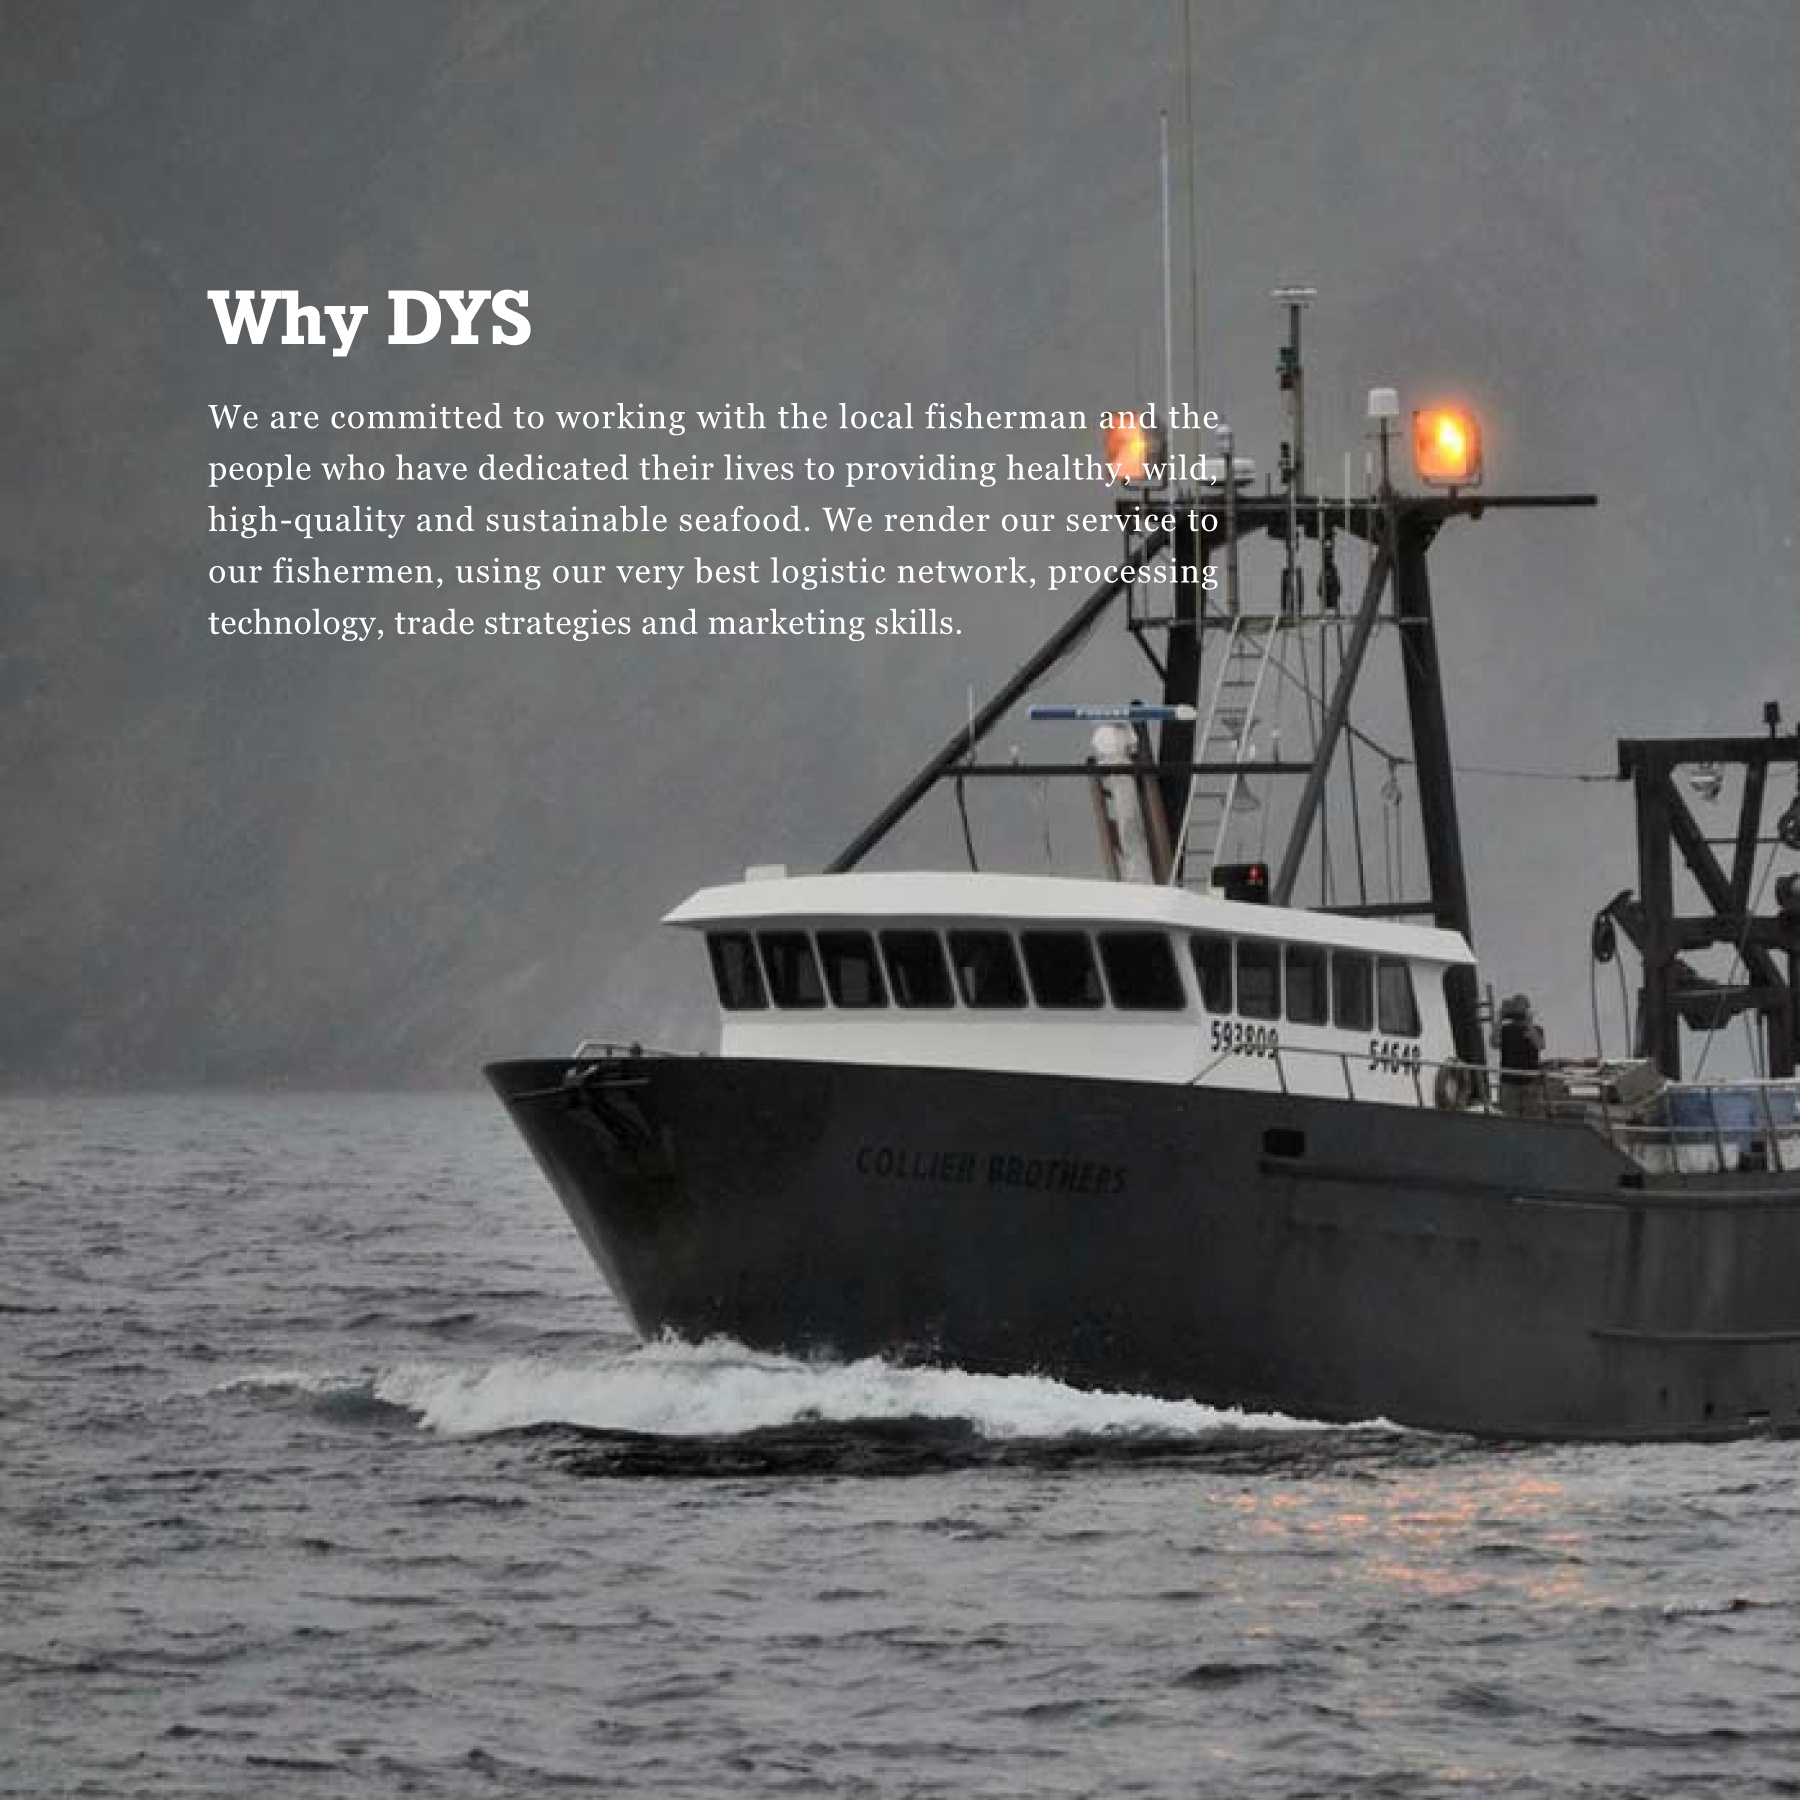 Why DYS
We are committed to working with the local fisherman and the
people who have dedicated their lives to providing healthy, wild,
high-quality and sustainable seafood. We render our service to
our fishermen, using our very best logistic network, processing
technology, trade strategies and marketing skills.
593809
54648
COLLIER BROTHERS